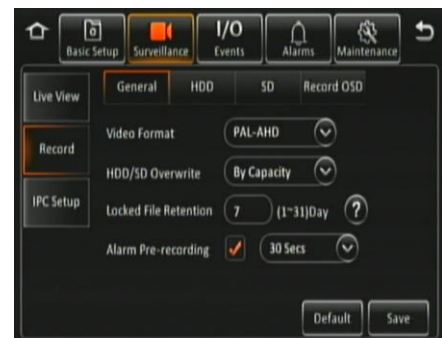 Basic Setup
Surveillance
I/O
Events
Alarms
Maintenance
Live View
Record
IPC Setup
General
HDD
SD
Record OSD
Video Format
PAL-AHD
HDD/SD Overwrite
By Capacity
Locked File Retention
7
(1~31)Day
?
Alarm Pre-recording
30 Secs
Default
Save